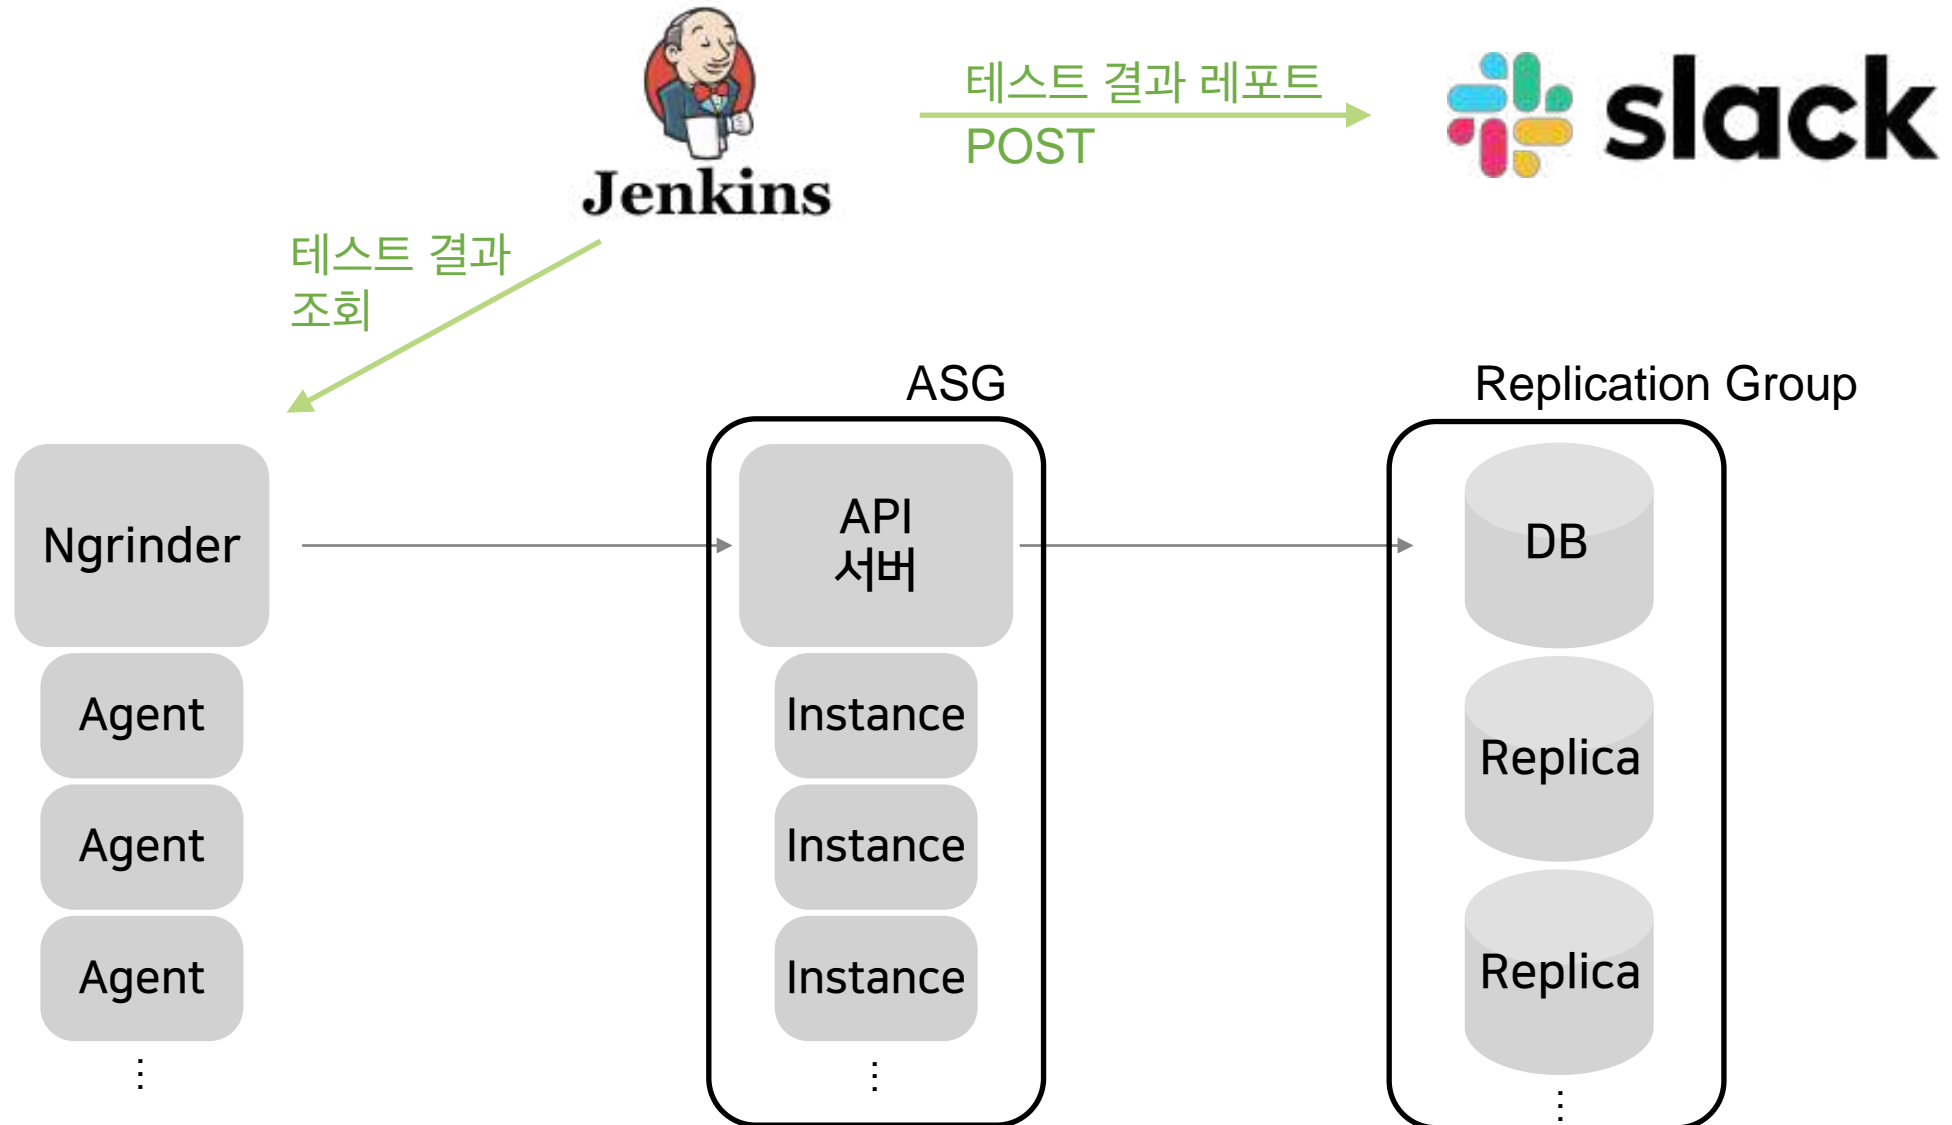 Jenkins
테스트 결과 레포트
POST
slack
테스트 결과
조회
ASG
Replication Group
Ngrinder
API
서버
DB
Agent
Instance
Replica
Agent
Instance
Agent
Instance
Replica